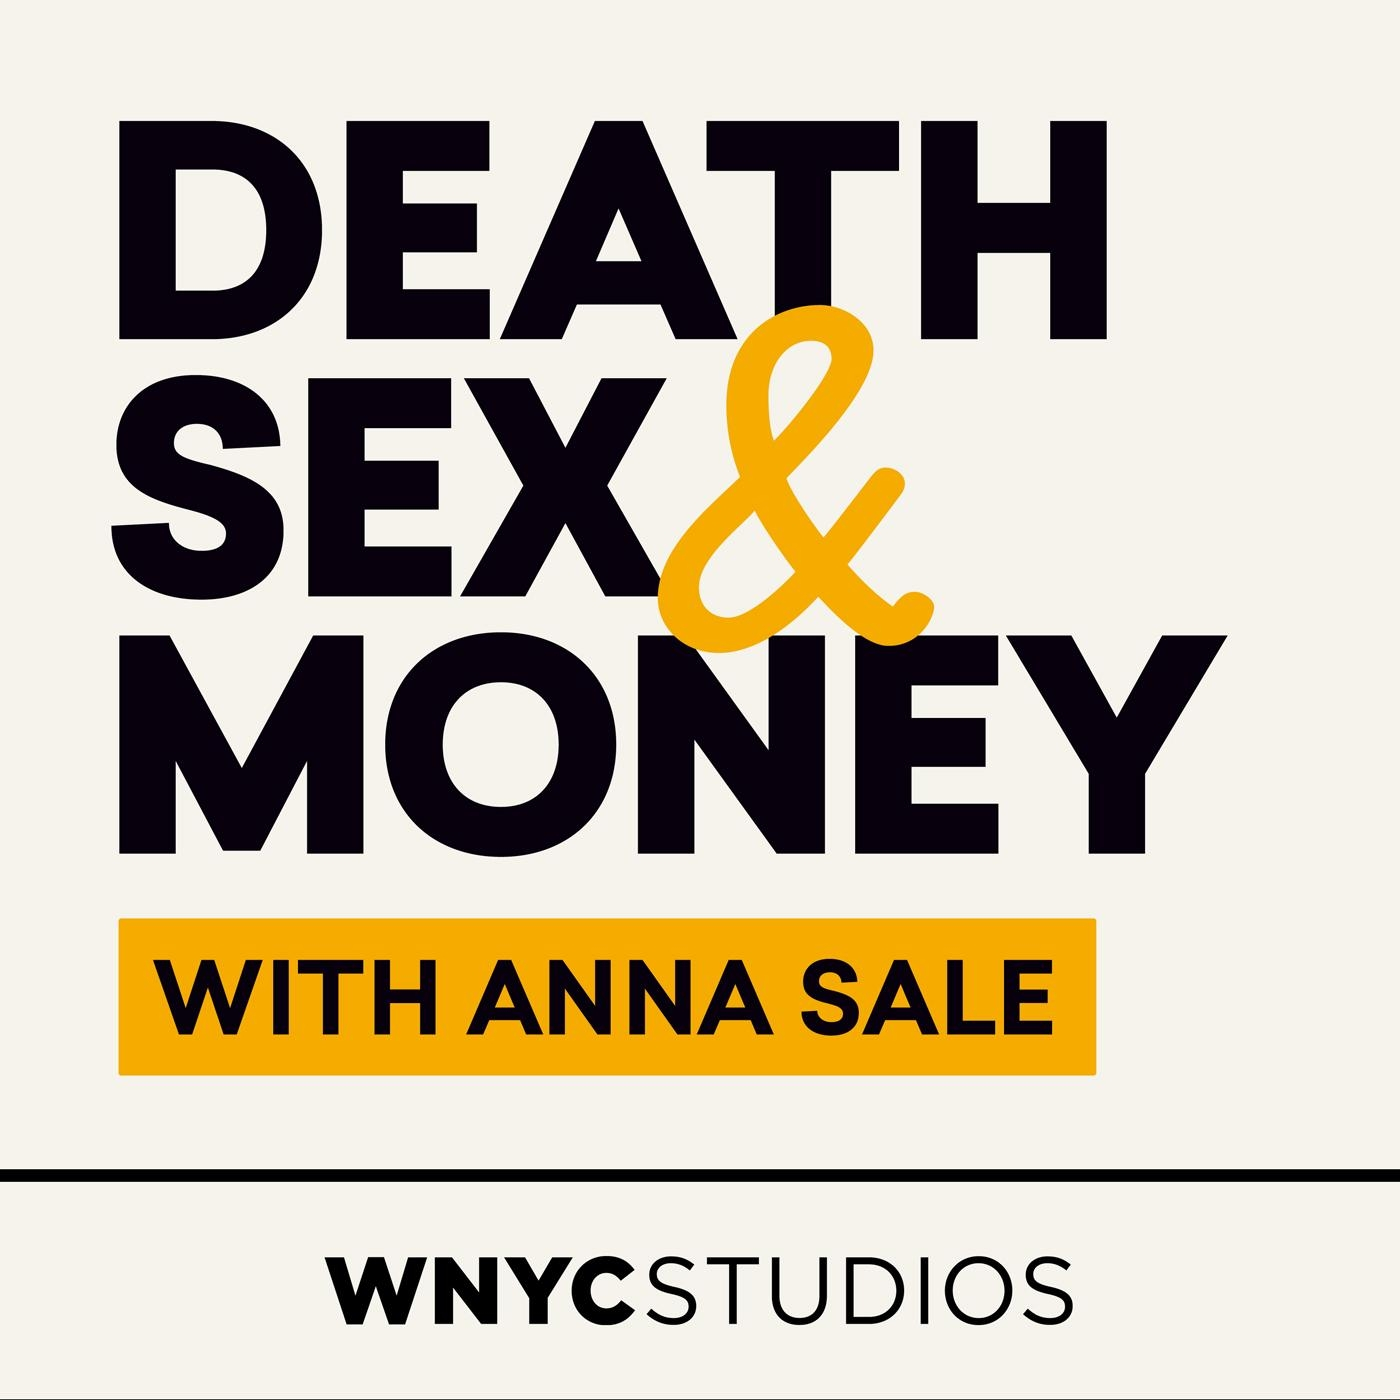 DEATH
SEX &
MONEY
WITH ANNA SALE
WNYCSTUDIOS